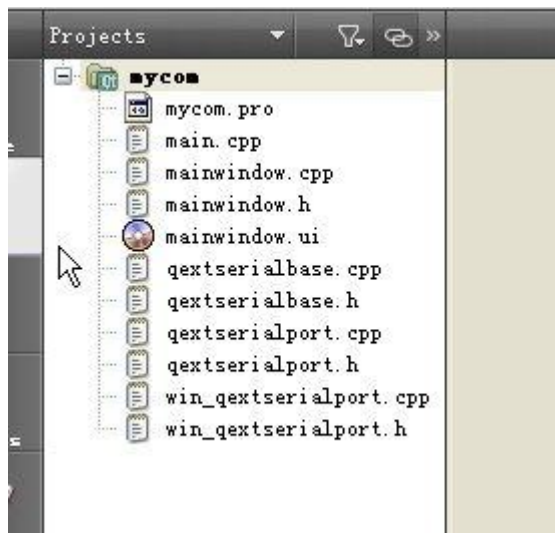 Projects
mycom
mycom.pro
main.cpp
mainwindow.cpp
mainwindow.h
mainwindow.ui
qextserialbase.cpp
qextserialbase.h
qextserialport.cpp
qextserialport.h
win_qextserialport.cpp
win_qextserialport.h